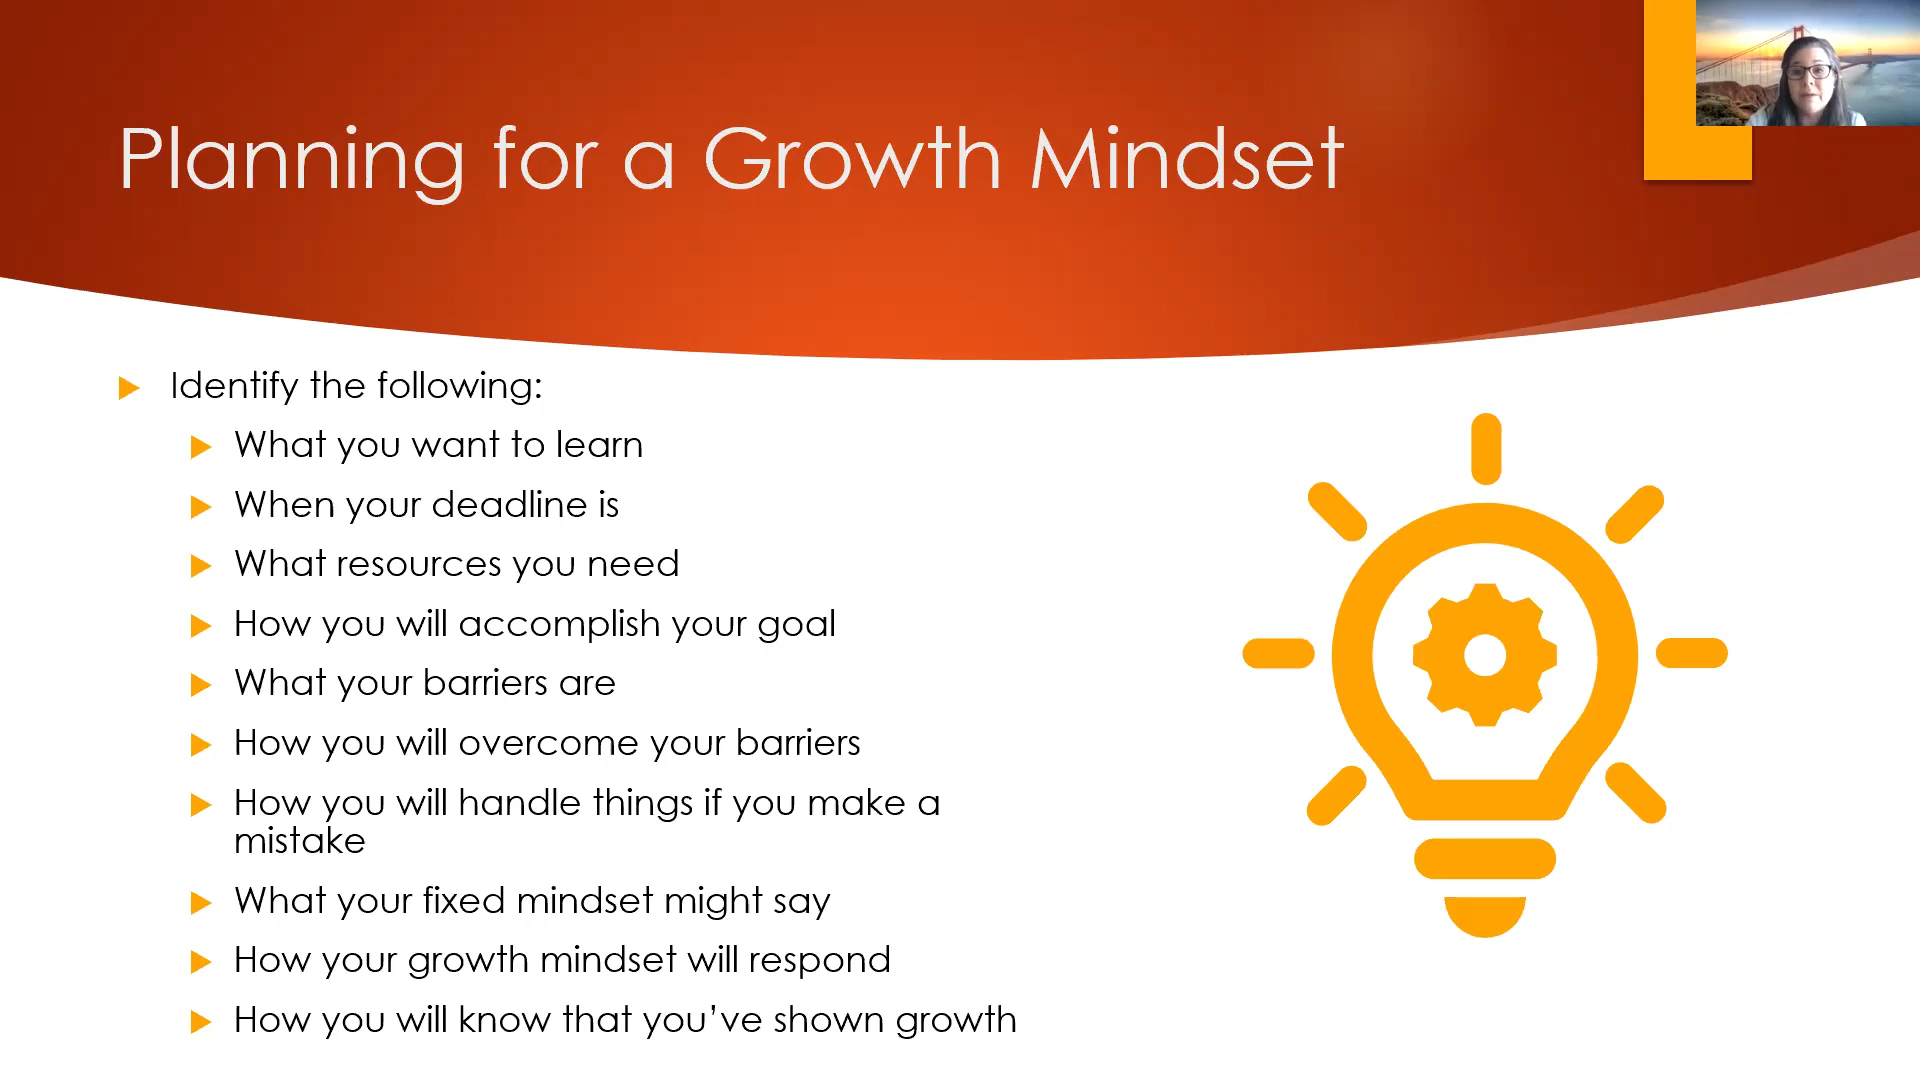 Planning for a Growth Mindset
Identify the following:
What you want to learn
When your deadline is
What resources you need
How you will accomplish your goal
What your barriers are
How you will overcome your barriers
How you will handle things if you make a
mistake
What your fixed mindset might say
How your growth mindset will respond
How you will know that you’ve shown growth